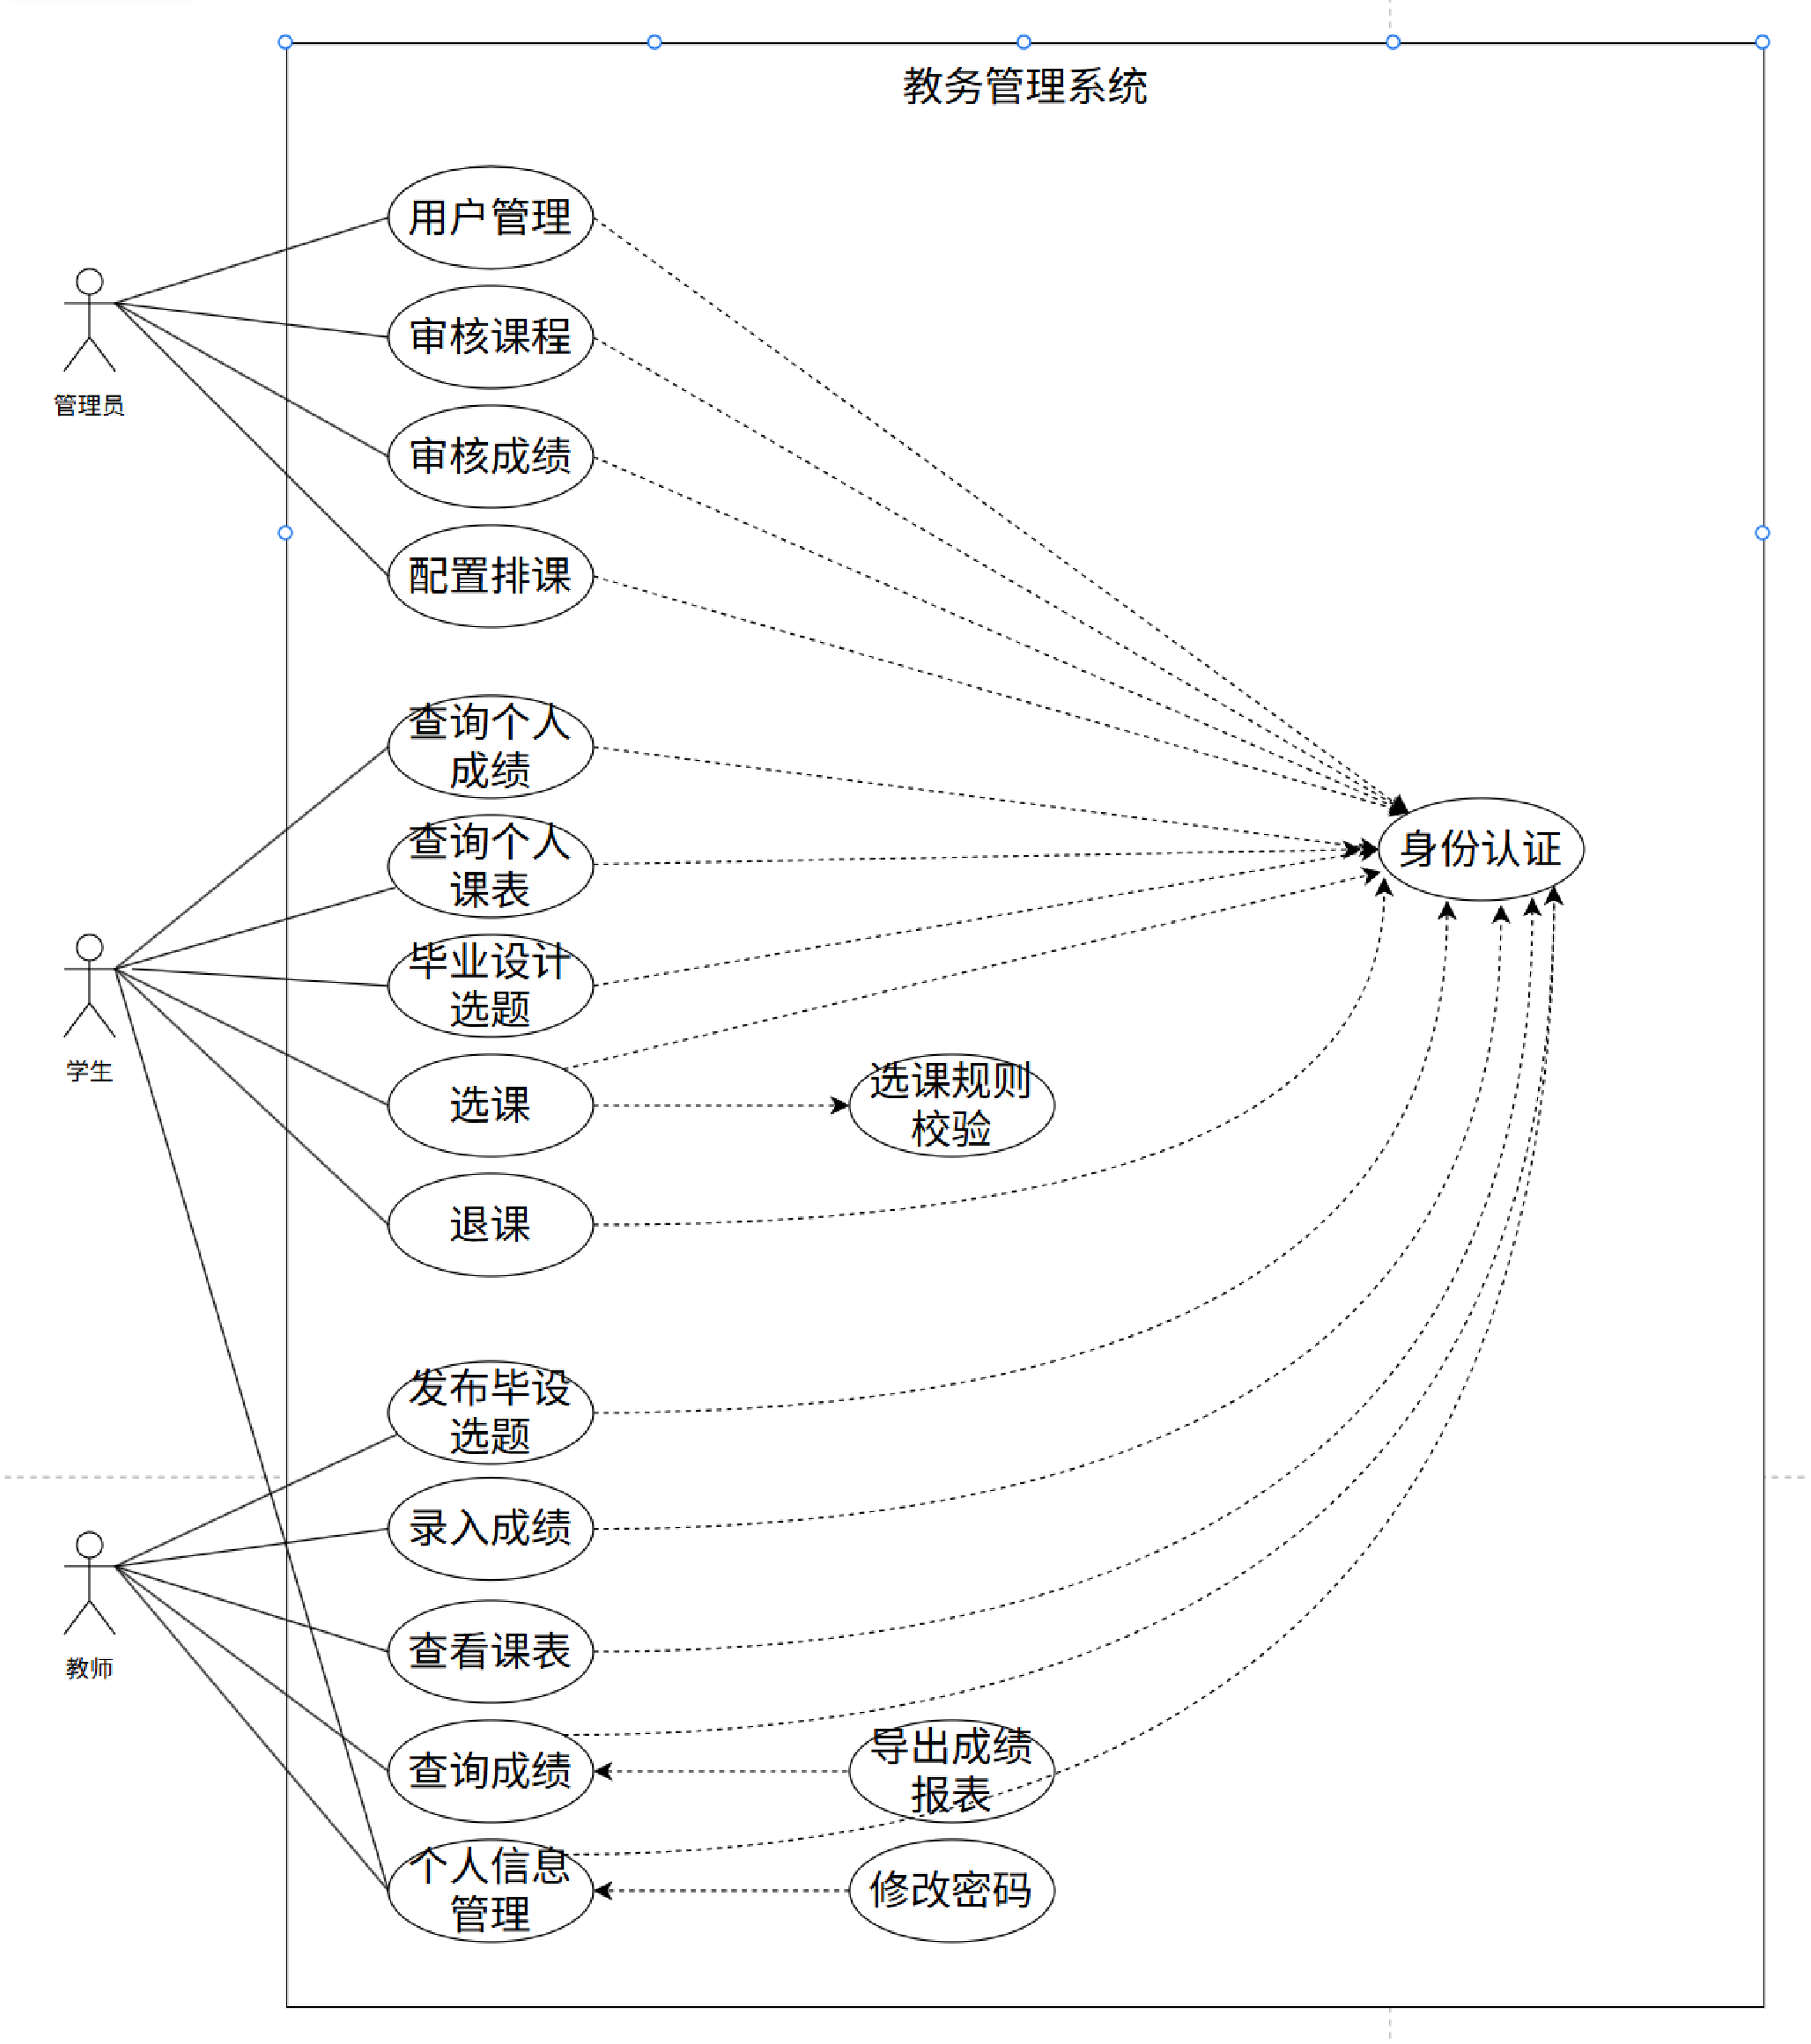 教务管理系统
用户管理
审核课程
管理员
审核成绩
配置排课
查询个人
成绩
身份认证
查询个人
课表
毕业设计
选题
学生
选课
选课规则
校验
退课
发布毕设
选题
录入成绩
查看课表
教师
查询成绩
导出成绩
报表
个人信息
管理
修改密码